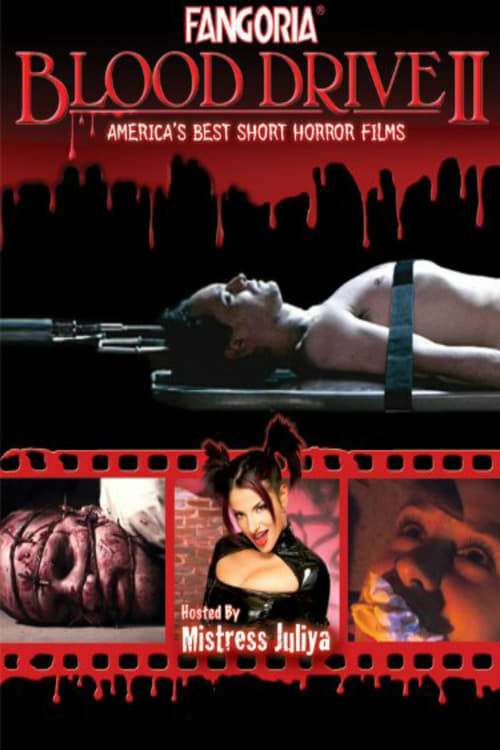 FANGORIA®
BLOOD DRIVE II
AMERICA'S BEST SHORT HORROR FILMS
Hosted By
Mistress Juliya